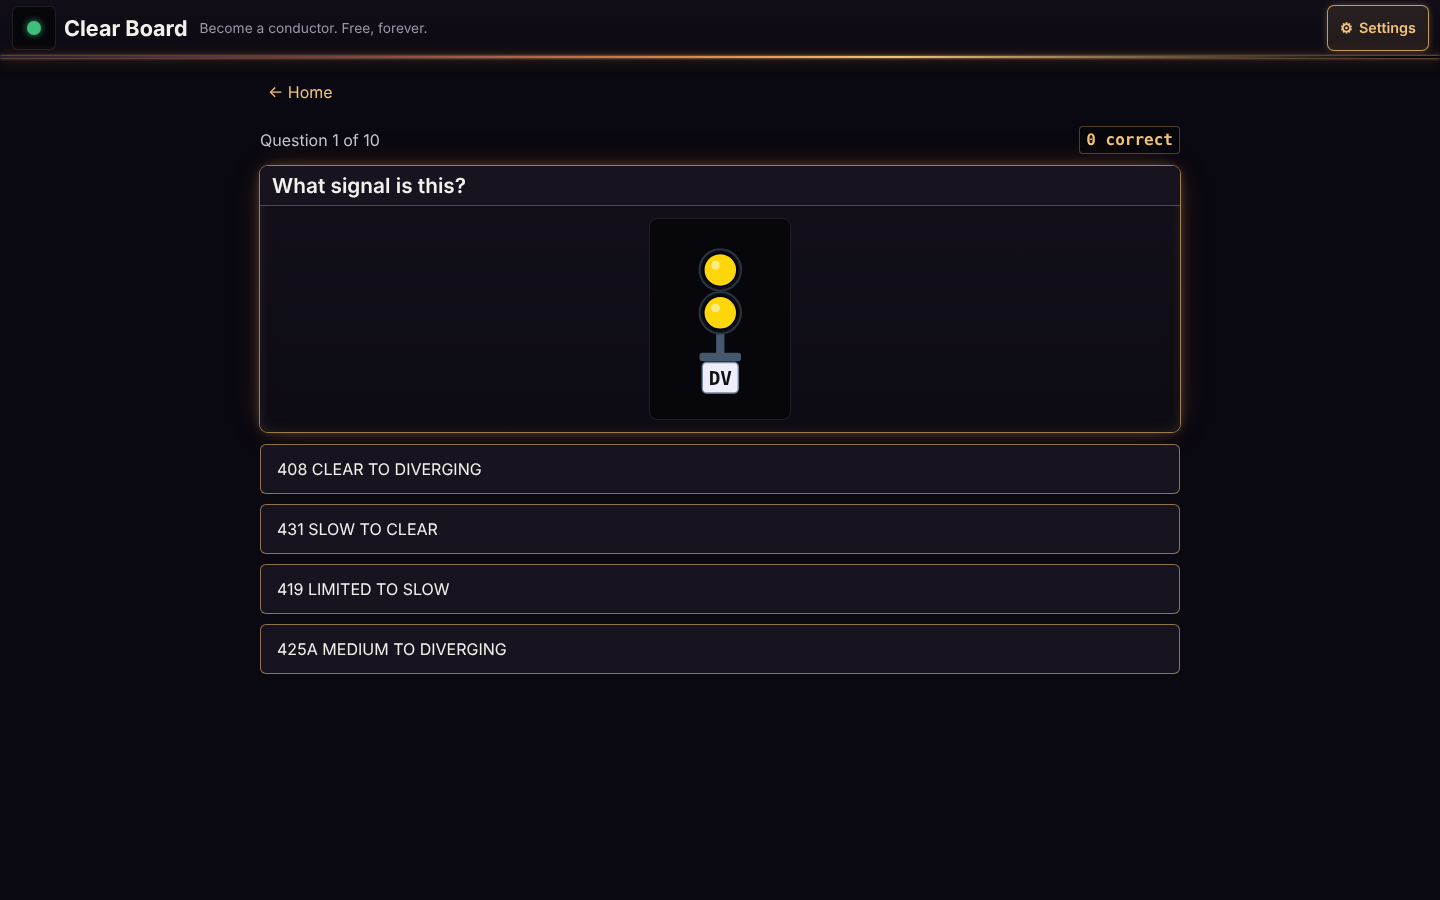 Clear Board
Become a conductor. Free, forever.
⚙ Settings
← Home
Question 1 of 10
0 correct
What signal is this?
DV
408 CLEAR TO DIVERGING
431 SLOW TO CLEAR
419 LIMITED TO SLOW
425A MEDIUM TO DIVERGING